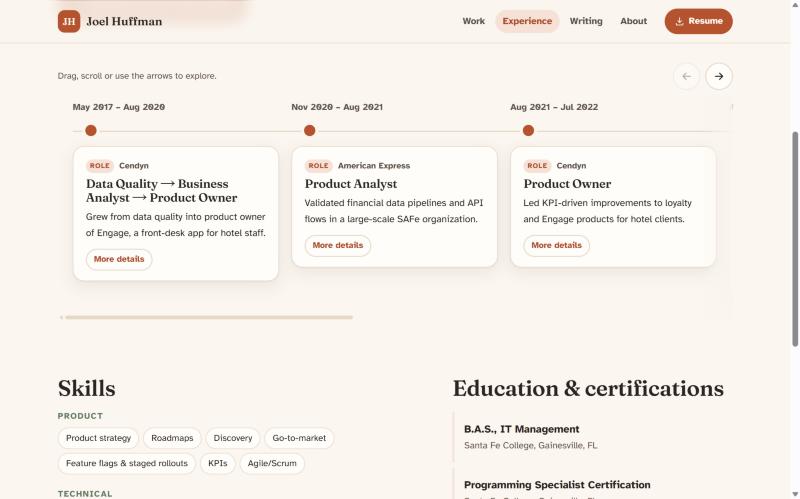 JH Joel Huffman
Work Experience Writing About Resume
Drag, scroll or use the arrows to explore.
← →
May 2017 – Aug 2020
ROLE Cendyn
Data Quality → Business
Analyst → Product Owner
Grew from data quality into product owner
of Engage, a front-desk app for hotel staff.
More details
Nov 2020 – Aug 2021
ROLE American Express
Product Analyst
Validated financial data pipelines and API
flows in a large-scale SAFe organization.
More details
Aug 2021 – Jul 2022
ROLE Cendyn
Product Owner
Led KPI-driven improvements to loyalty
and Engage products for hotel clients.
More details
Skills
PRODUCT
Product strategy Roadmaps Discovery Go-to-market
Feature flags & staged rollouts KPIs Agile/Scrum
TECHNICAL
Education & certifications
B.A.S., IT Management
Santa Fe College, Gainesville, FL
Programming Specialist Certification